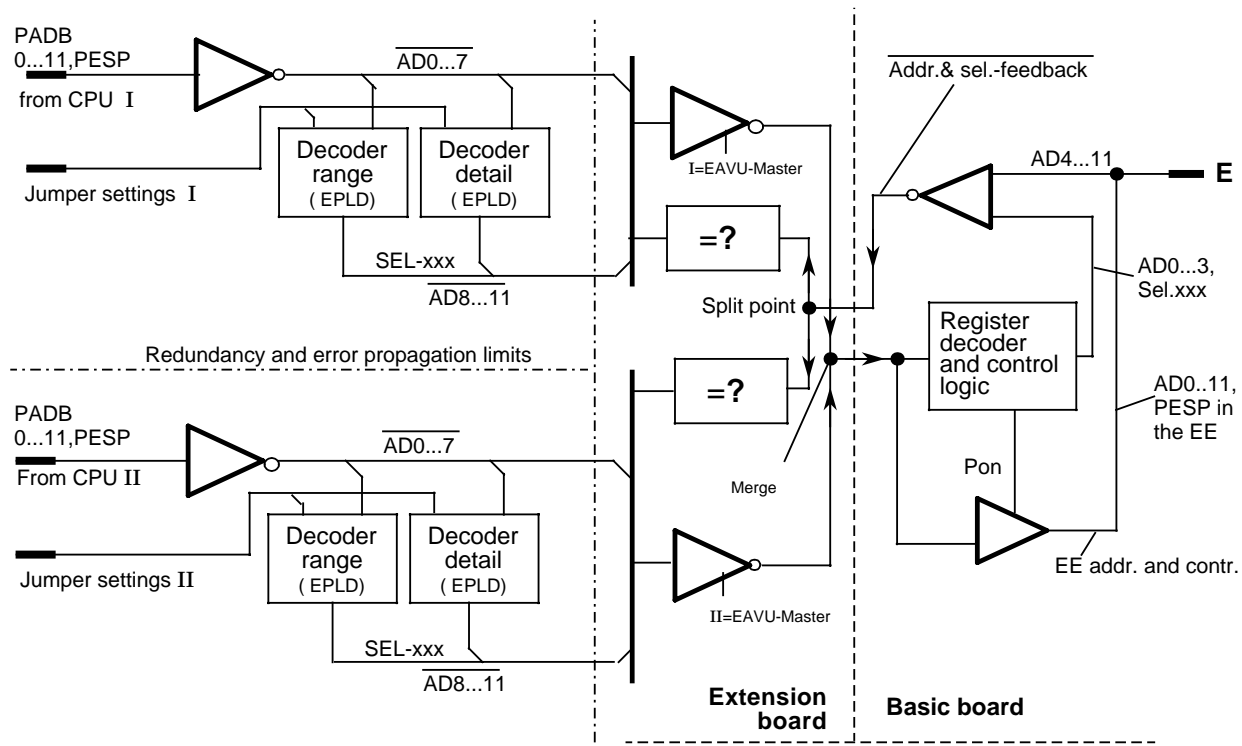 PADB
0...11,PESP
from CPU I
Jumper settings I
AD0...7
Decoder
range
( EPLD)
Decoder
detail
(EPLD)
SEL-xxx
AD8...11
I=EAVU-Master
=?
Split point
Addr.& sel.-feedback
AD4...11
E
AD0...3,
Sel.xxx
Register
decoder
and control
logic
Redundancy and error propagation limits
=?
AD0..11,
PESP in
the EE
PADB
0...11,PESP
From CPU II
Jumper settings II
AD0...7
Decoder
range
( EPLD)
Decoder
detail
(EPLD)
SEL-xxx
AD8...11
Merge
Pon
EE addr. and contr.
II=EAVU-Master
Extension
board
Basic board